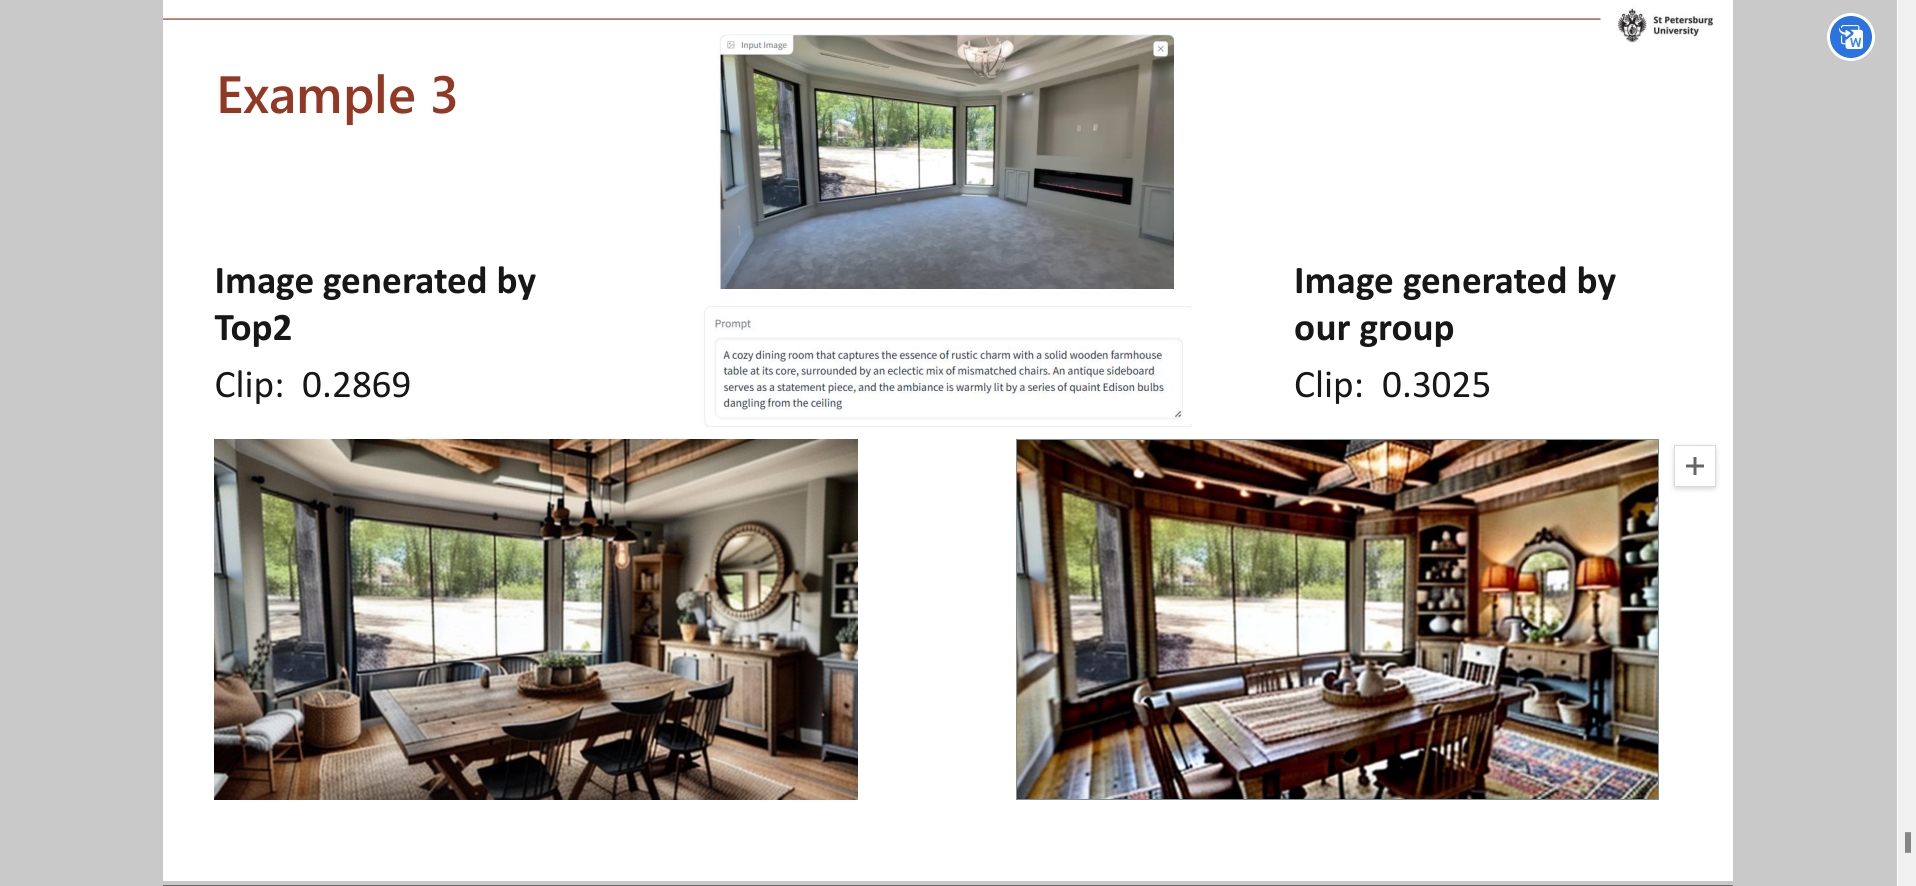 St Petersburg
University
Input Image
Example 3
Image generated by
Top2
Clip: 0.2869
Prompt
A cozy dining room that captures the essence of rustic charm with a solid wooden farmhouse
table at its core, surrounded by an eclectic mix of mismatched chairs. An antique sideboard
serves as a statement piece, and the ambiance is warmly lit by a series of quaint Edison bulbs
dangling from the ceiling
Image generated by
our group
Clip: 0.3025
W